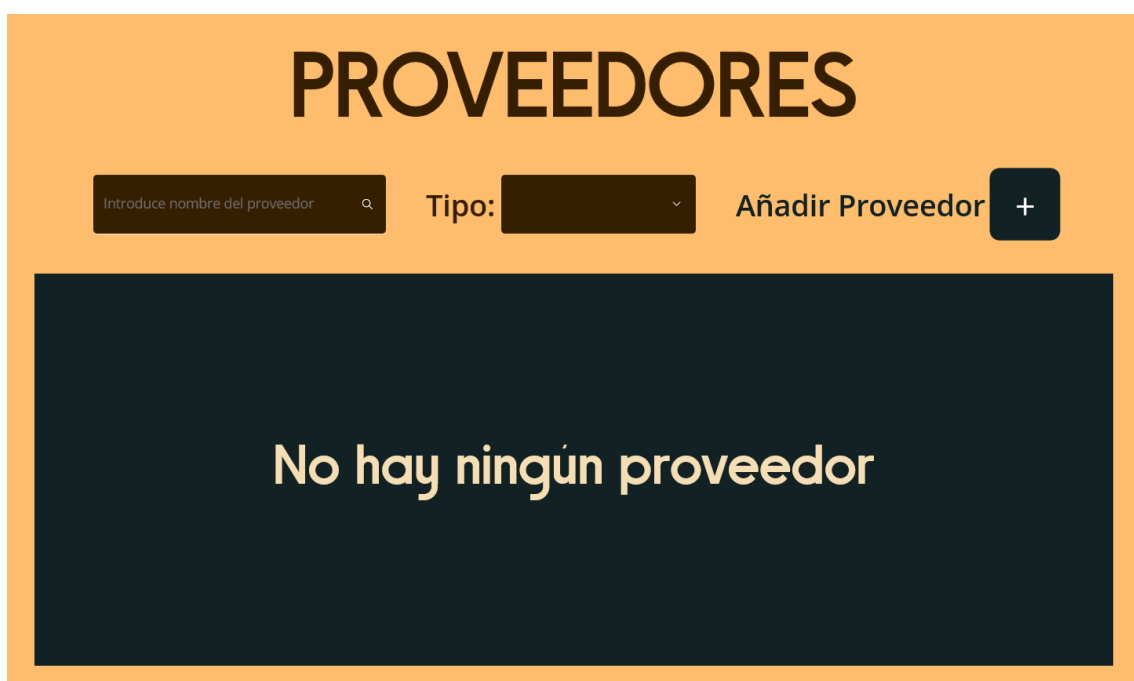 PROVEEDORES
Introduce nombre del proveedor
Tipo:
Añadir Proveedor +
No hay ningún proveedor